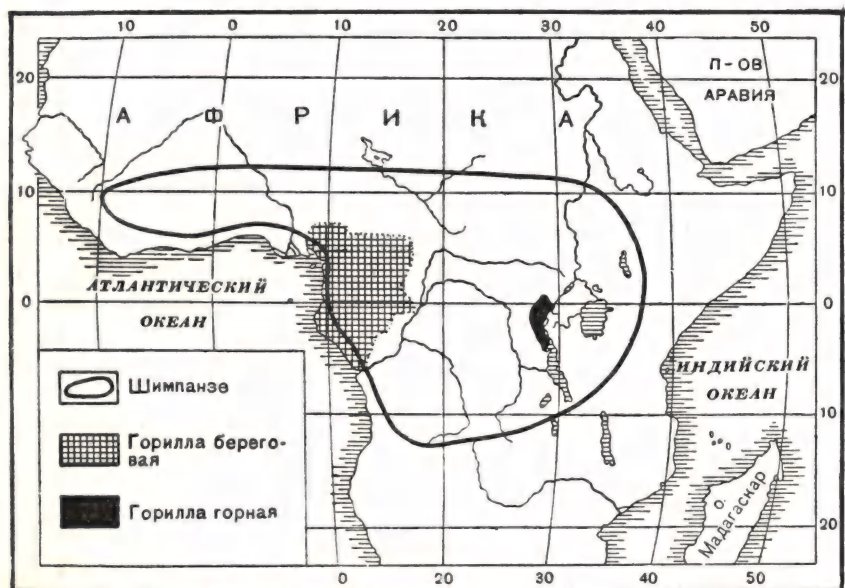 10 0 10 20 30 40 50
20 П-ОВ 20
АРАВИЯ
А Ф Р И К А
10 10
АТЛАНТИЧЕСКИЙ
ОКЕАН
0 0
ИНДИЙСКИЙ
ОКЕАН
Шимпанзе
Горилла берего-
вая
Горилла горная
10 10
о. Мадагаскар
20
0 10 20 30 40 50